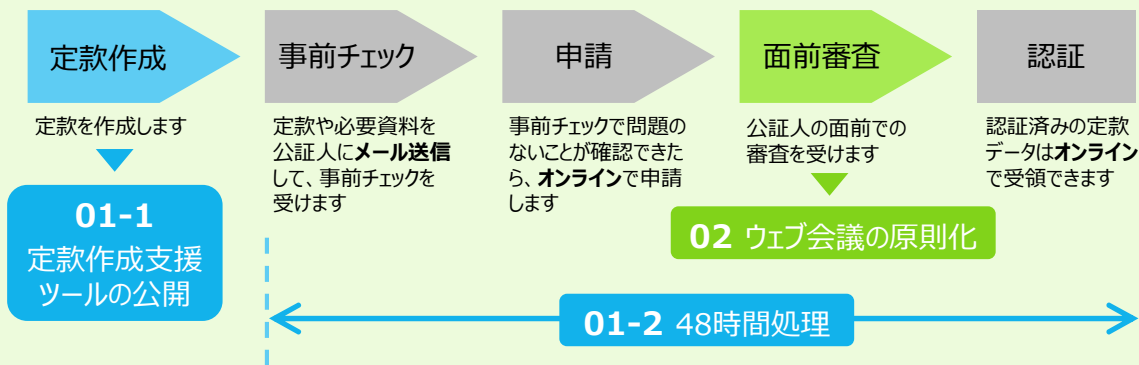 定款作成
事前チェック
申請
面前審査
認証
定款を作成します
定款や必要資料を
公証人にメール送信
して、事前チェックを
受けます
事前チェックで問題の
ないことが確認できた
ら、オンラインで申請
します
公証人の面前での
審査を受けます
認証済みの定款
データはオンライン
で受領できます
01-1
定款作成支援
ツールの公開
02 ウェブ会議の原則化
01-2 48時間処理